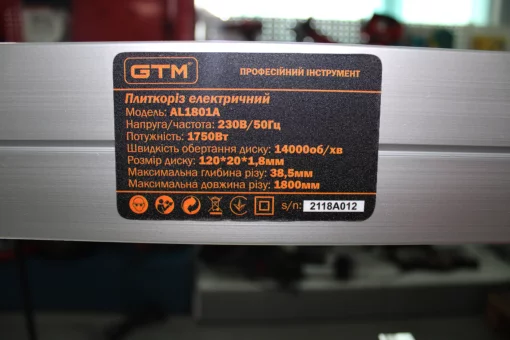 GTM®
ПРОФЕСІЙНИЙ ІНСТРУМЕНТ
Плиткоріз електричний
Модель: AL1801A
Напруга/частота: 230В/50Гц
Потужність: 1750Вт
Швидкість обертання диску: 14000об/хв
Розмір диску: 120*20*1,8мм
Максимальна глибина різу: 38,5мм
Максимальна довжина різу: 1800мм
s/n: 2118A012